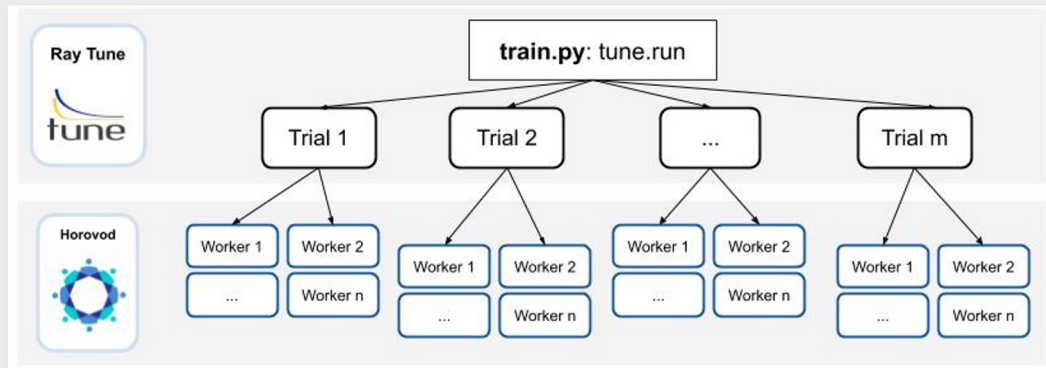 Ray Tune
tune
train.py: tune.run
Trial 1
Trial 2
...
Trial m
Horovod
Worker 1
Worker 2
...
Worker n
Worker 1
Worker 2
...
Worker n
Worker 1
Worker 2
...
Worker n
Worker 1
Worker 2
...
Worker n